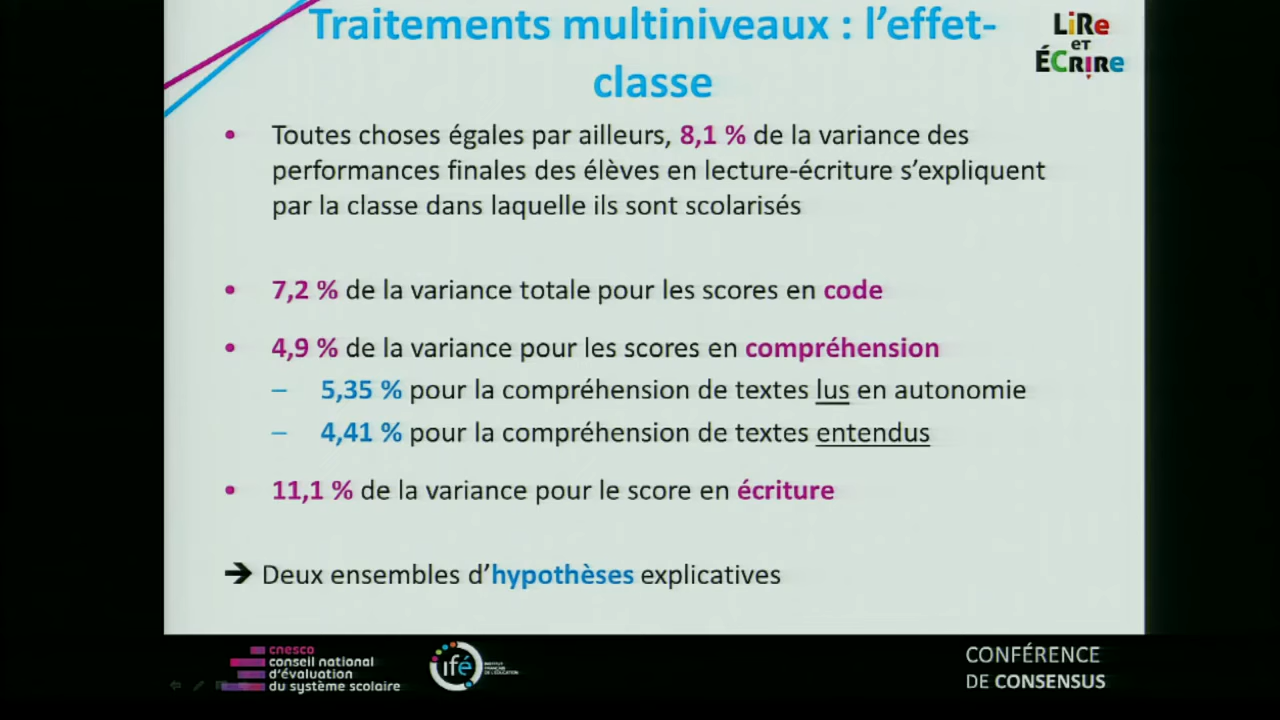 Traitements multiniveaux : l'effet-
classe
LiRe
ET
ÉCRIRE
• Toutes choses égales par ailleurs, 8,1 % de la variance des
performances finales des élèves en lecture-écriture s'expliquent
par la classe dans laquelle ils sont scolarisés
• 7,2 % de la variance totale pour les scores en code
• 4,9 % de la variance pour les scores en compréhension
– 5,35 % pour la compréhension de textes lus en autonomie
– 4,41 % pour la compréhension de textes entendus
• 11,1 % de la variance pour le score en écriture
➔ Deux ensembles d'hypothèses explicatives
cnesco
conseil national
d'évaluation
du système scolaire
ifé
INSTITUT
FRANÇAIS
DE L'ÉDUCATION
CONFÉRENCE
DE CONSENSUS